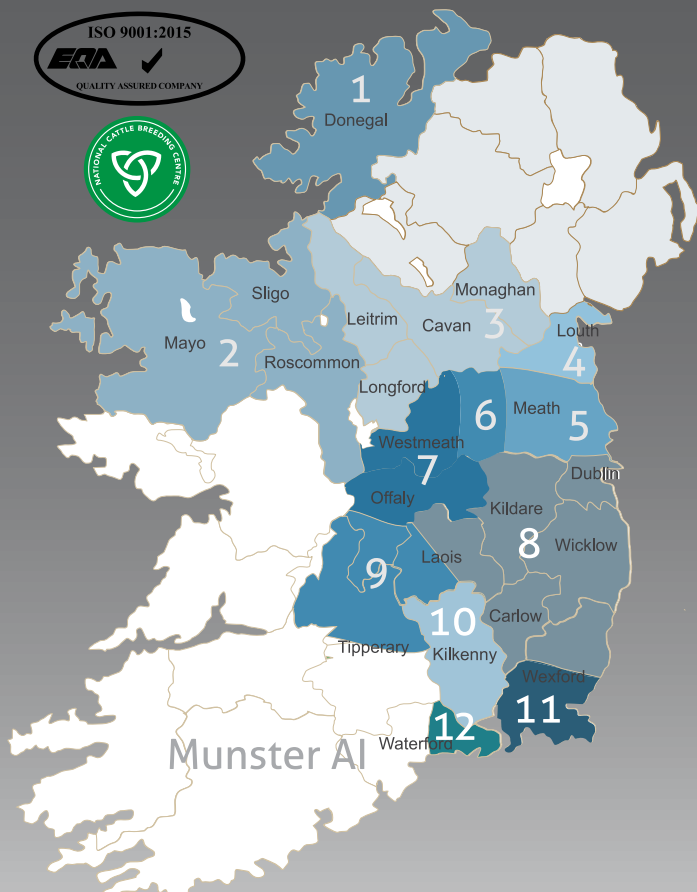 ISO 9001:2015
EQA
QUALITY ASSURED COMPANY
NATIONAL CATTLE BREEDING CENTRE
1
Donegal
Monaghan
Sligo
Leitrim
Cavan
3
Louth
Mayo
2
Roscommon
4
Longford
6
Meath
5
Westmeath
7
Dublin
Offaly
Kildare
8
Wicklow
Laois
9
10
Carlow
Tipperary
Kilkenny
Wexford
11
12
Waterford
Munster AI